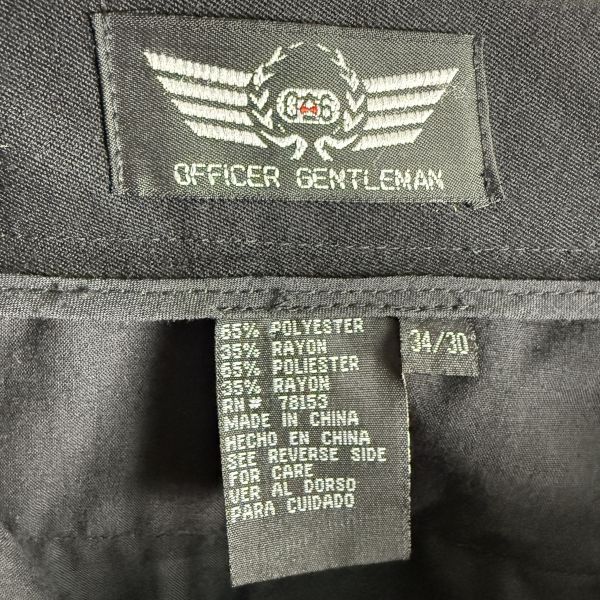 OFFICER GENTLEMAN
65% POLYESTER
35% RAYON
65% POLIESTER
35% RAYON
RN# 78153
MADE IN CHINA
HECHO EN CHINA
SEE REVERSE SIDE
FOR CARE
VER AL DORSO
PARA CUIDADO
34/30